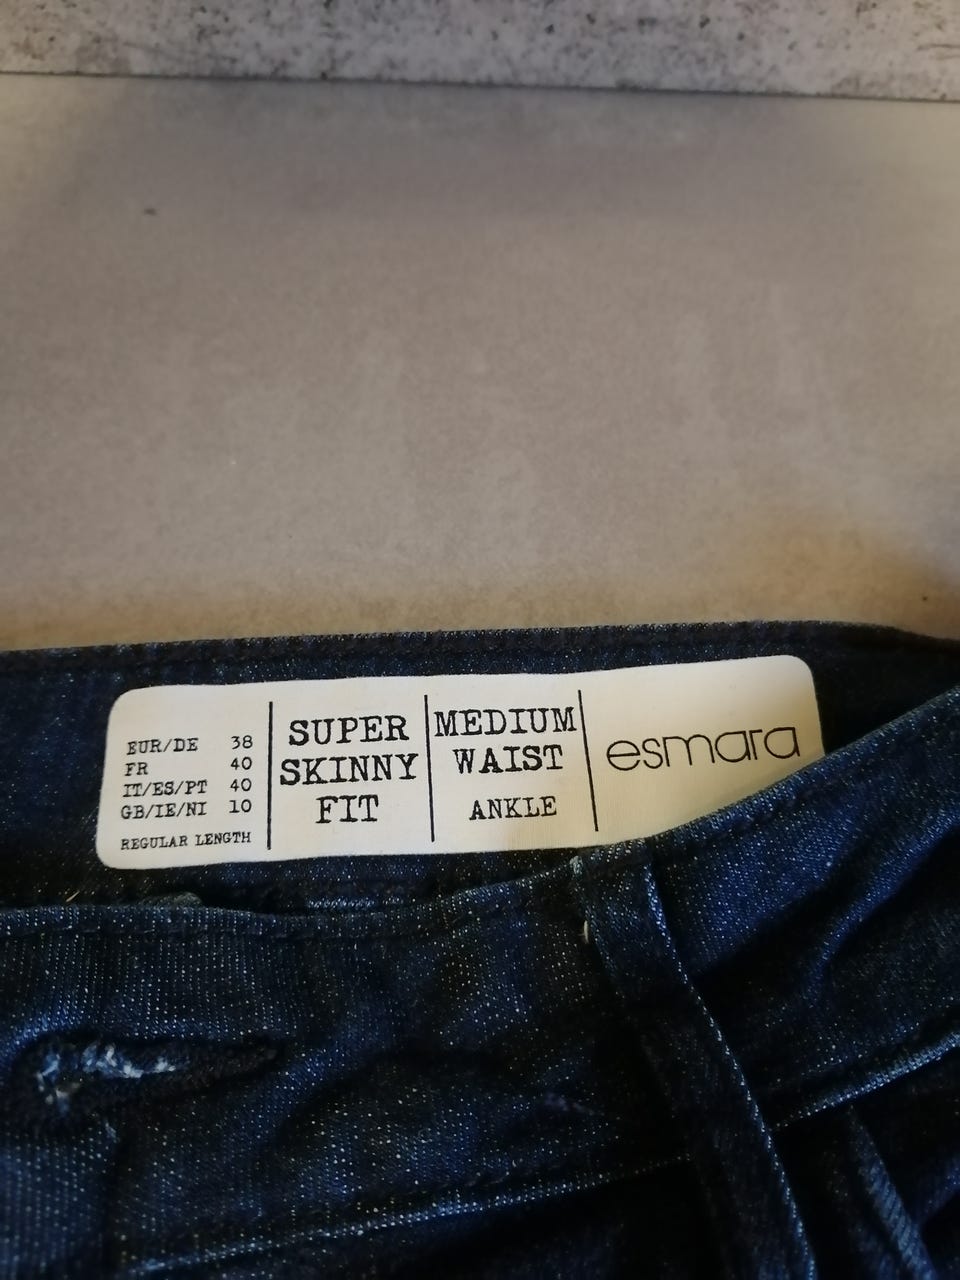 EUR/DE 38
FR 40
IT/ES/PT 40
GB/IE/NI 10
REGULAR LENGTH
SUPER
SKINNY
FIT
MEDIUM
WAIST
ANKLE
esmara